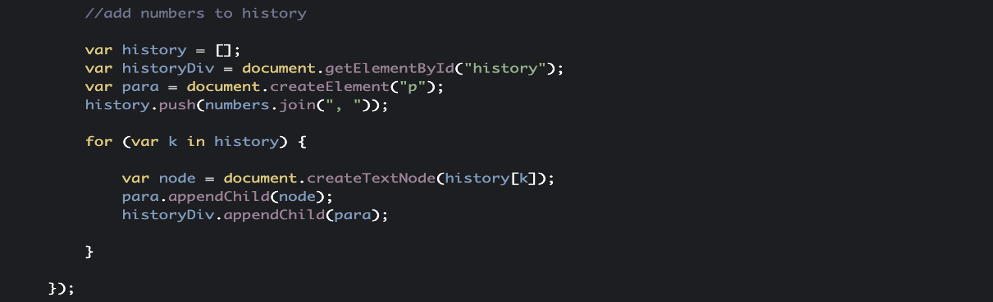 //add numbers to history
var history = [];
var historyDiv = document.getElementById("history");
var para = document.createElement("p");
history.push(numbers.join(", "));
for (var k in history) {
var node = document.createTextNode(history[k]);
para.appendChild(node);
historyDiv.appendChild(para);
}
});